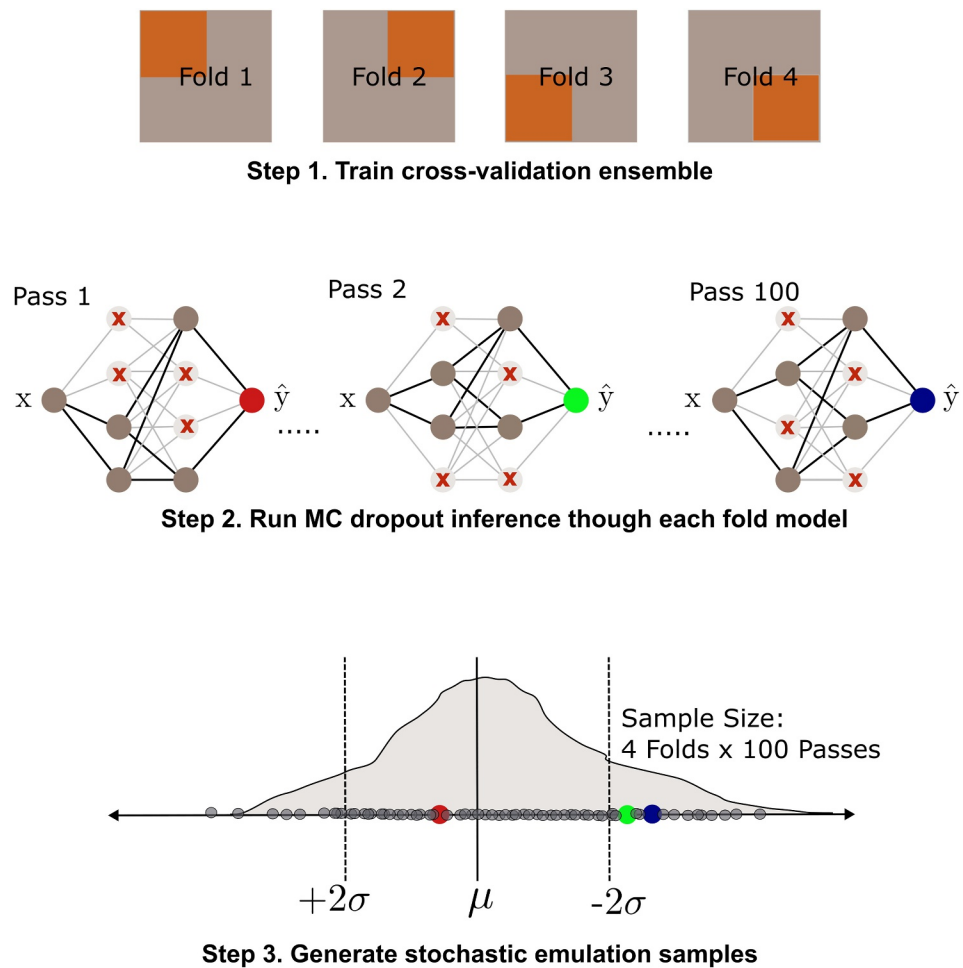 Fold 1
Fold 2
Fold 3
Fold 4
Step 1. Train cross-validation ensemble
Pass 1
Pass 2
Pass 100
x
x
x
x
x
ŷ
.....
x
x
x
x
x
ŷ
.....
x
x
x
x
x
ŷ
Step 2. Run MC dropout inference though each fold model
Sample Size:
4 Folds x 100 Passes
+2σ
μ
-2σ
Step 3. Generate stochastic emulation samples